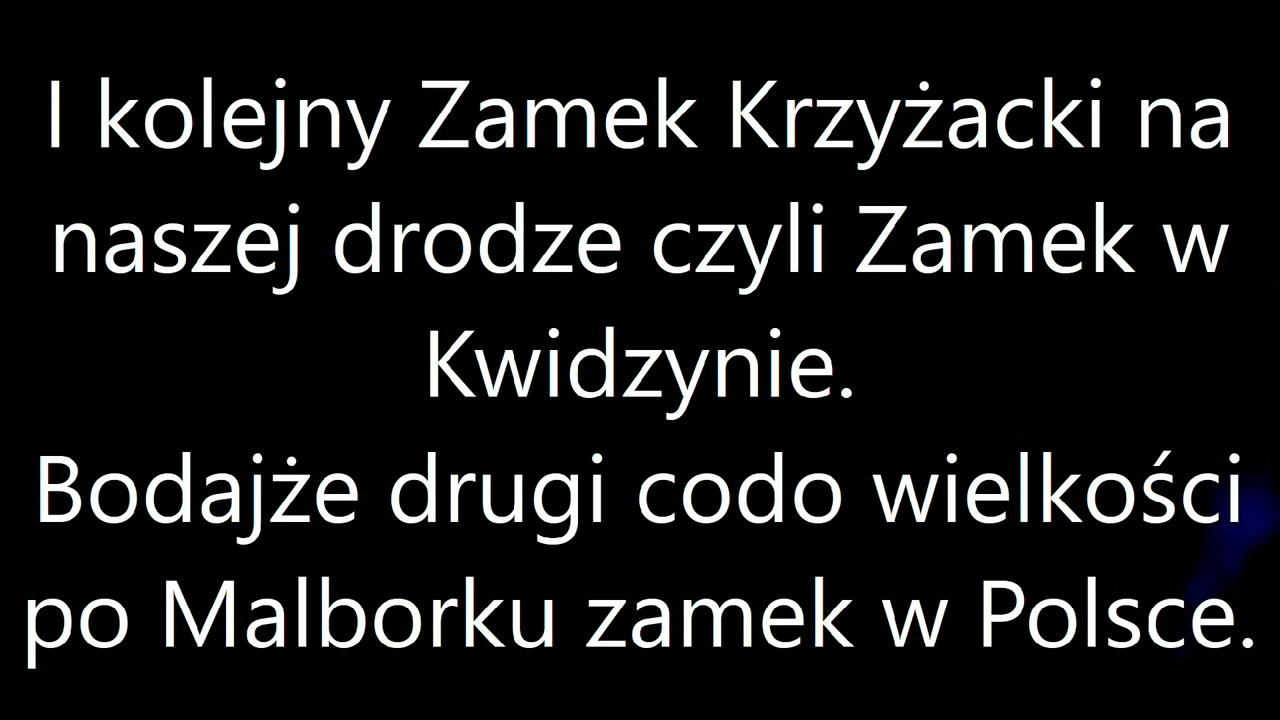 I kolejny Zamek Krzyżacki na
naszej drodze czyli Zamek w
Kwidzynie.
Bodajże drugi codo wielkości
po Malborku zamek w Polsce.